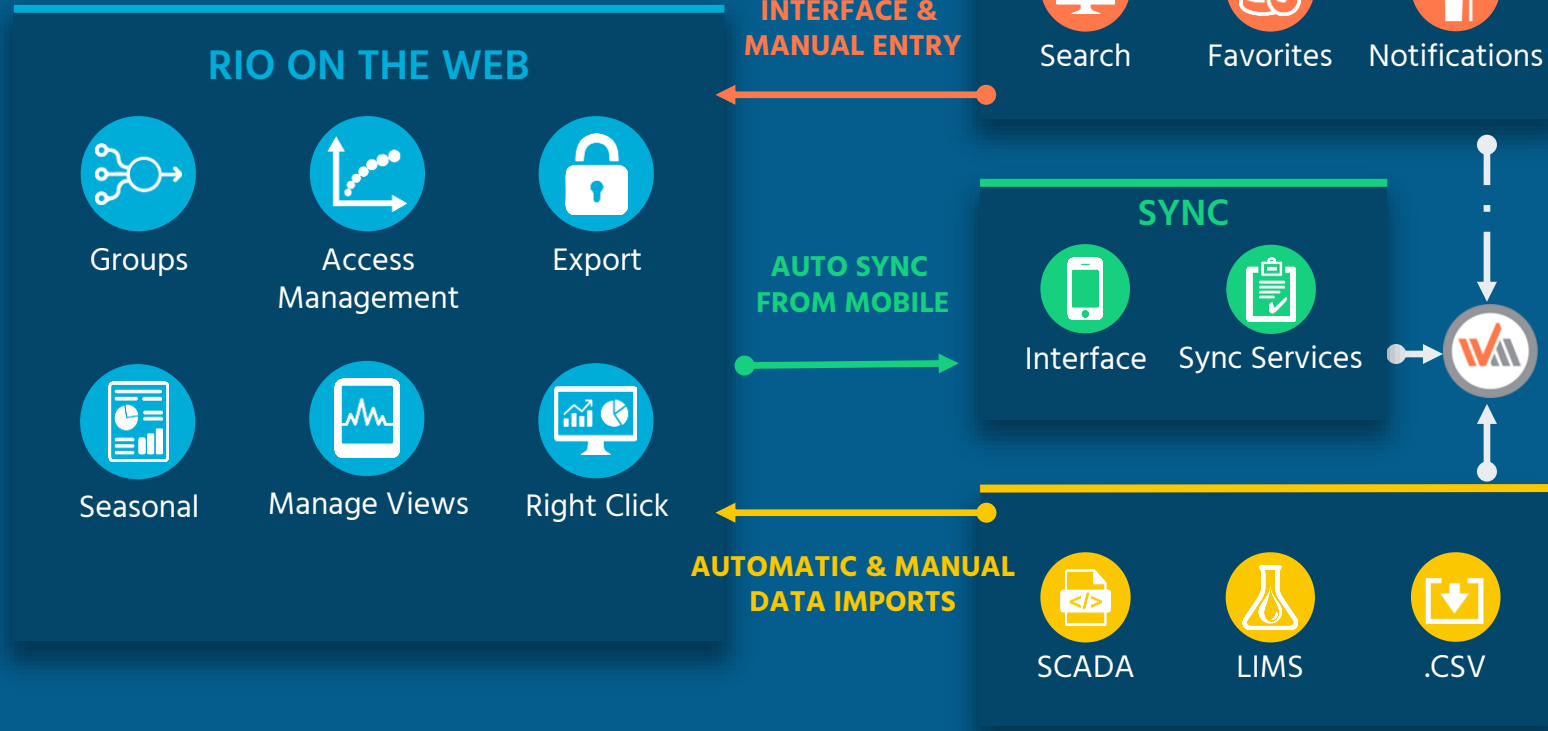 INTERFACE &
MANUAL ENTRY
Search
Favorites
Notifications
RIO ON THE WEB
Groups
Access
Management
Export
SYNC
AUTO SYNC
FROM MOBILE
Interface
Sync Services
Seasonal
Manage Views
Right Click
AUTOMATIC & MANUAL
DATA IMPORTS
</>
SCADA
LIMS
.CSV